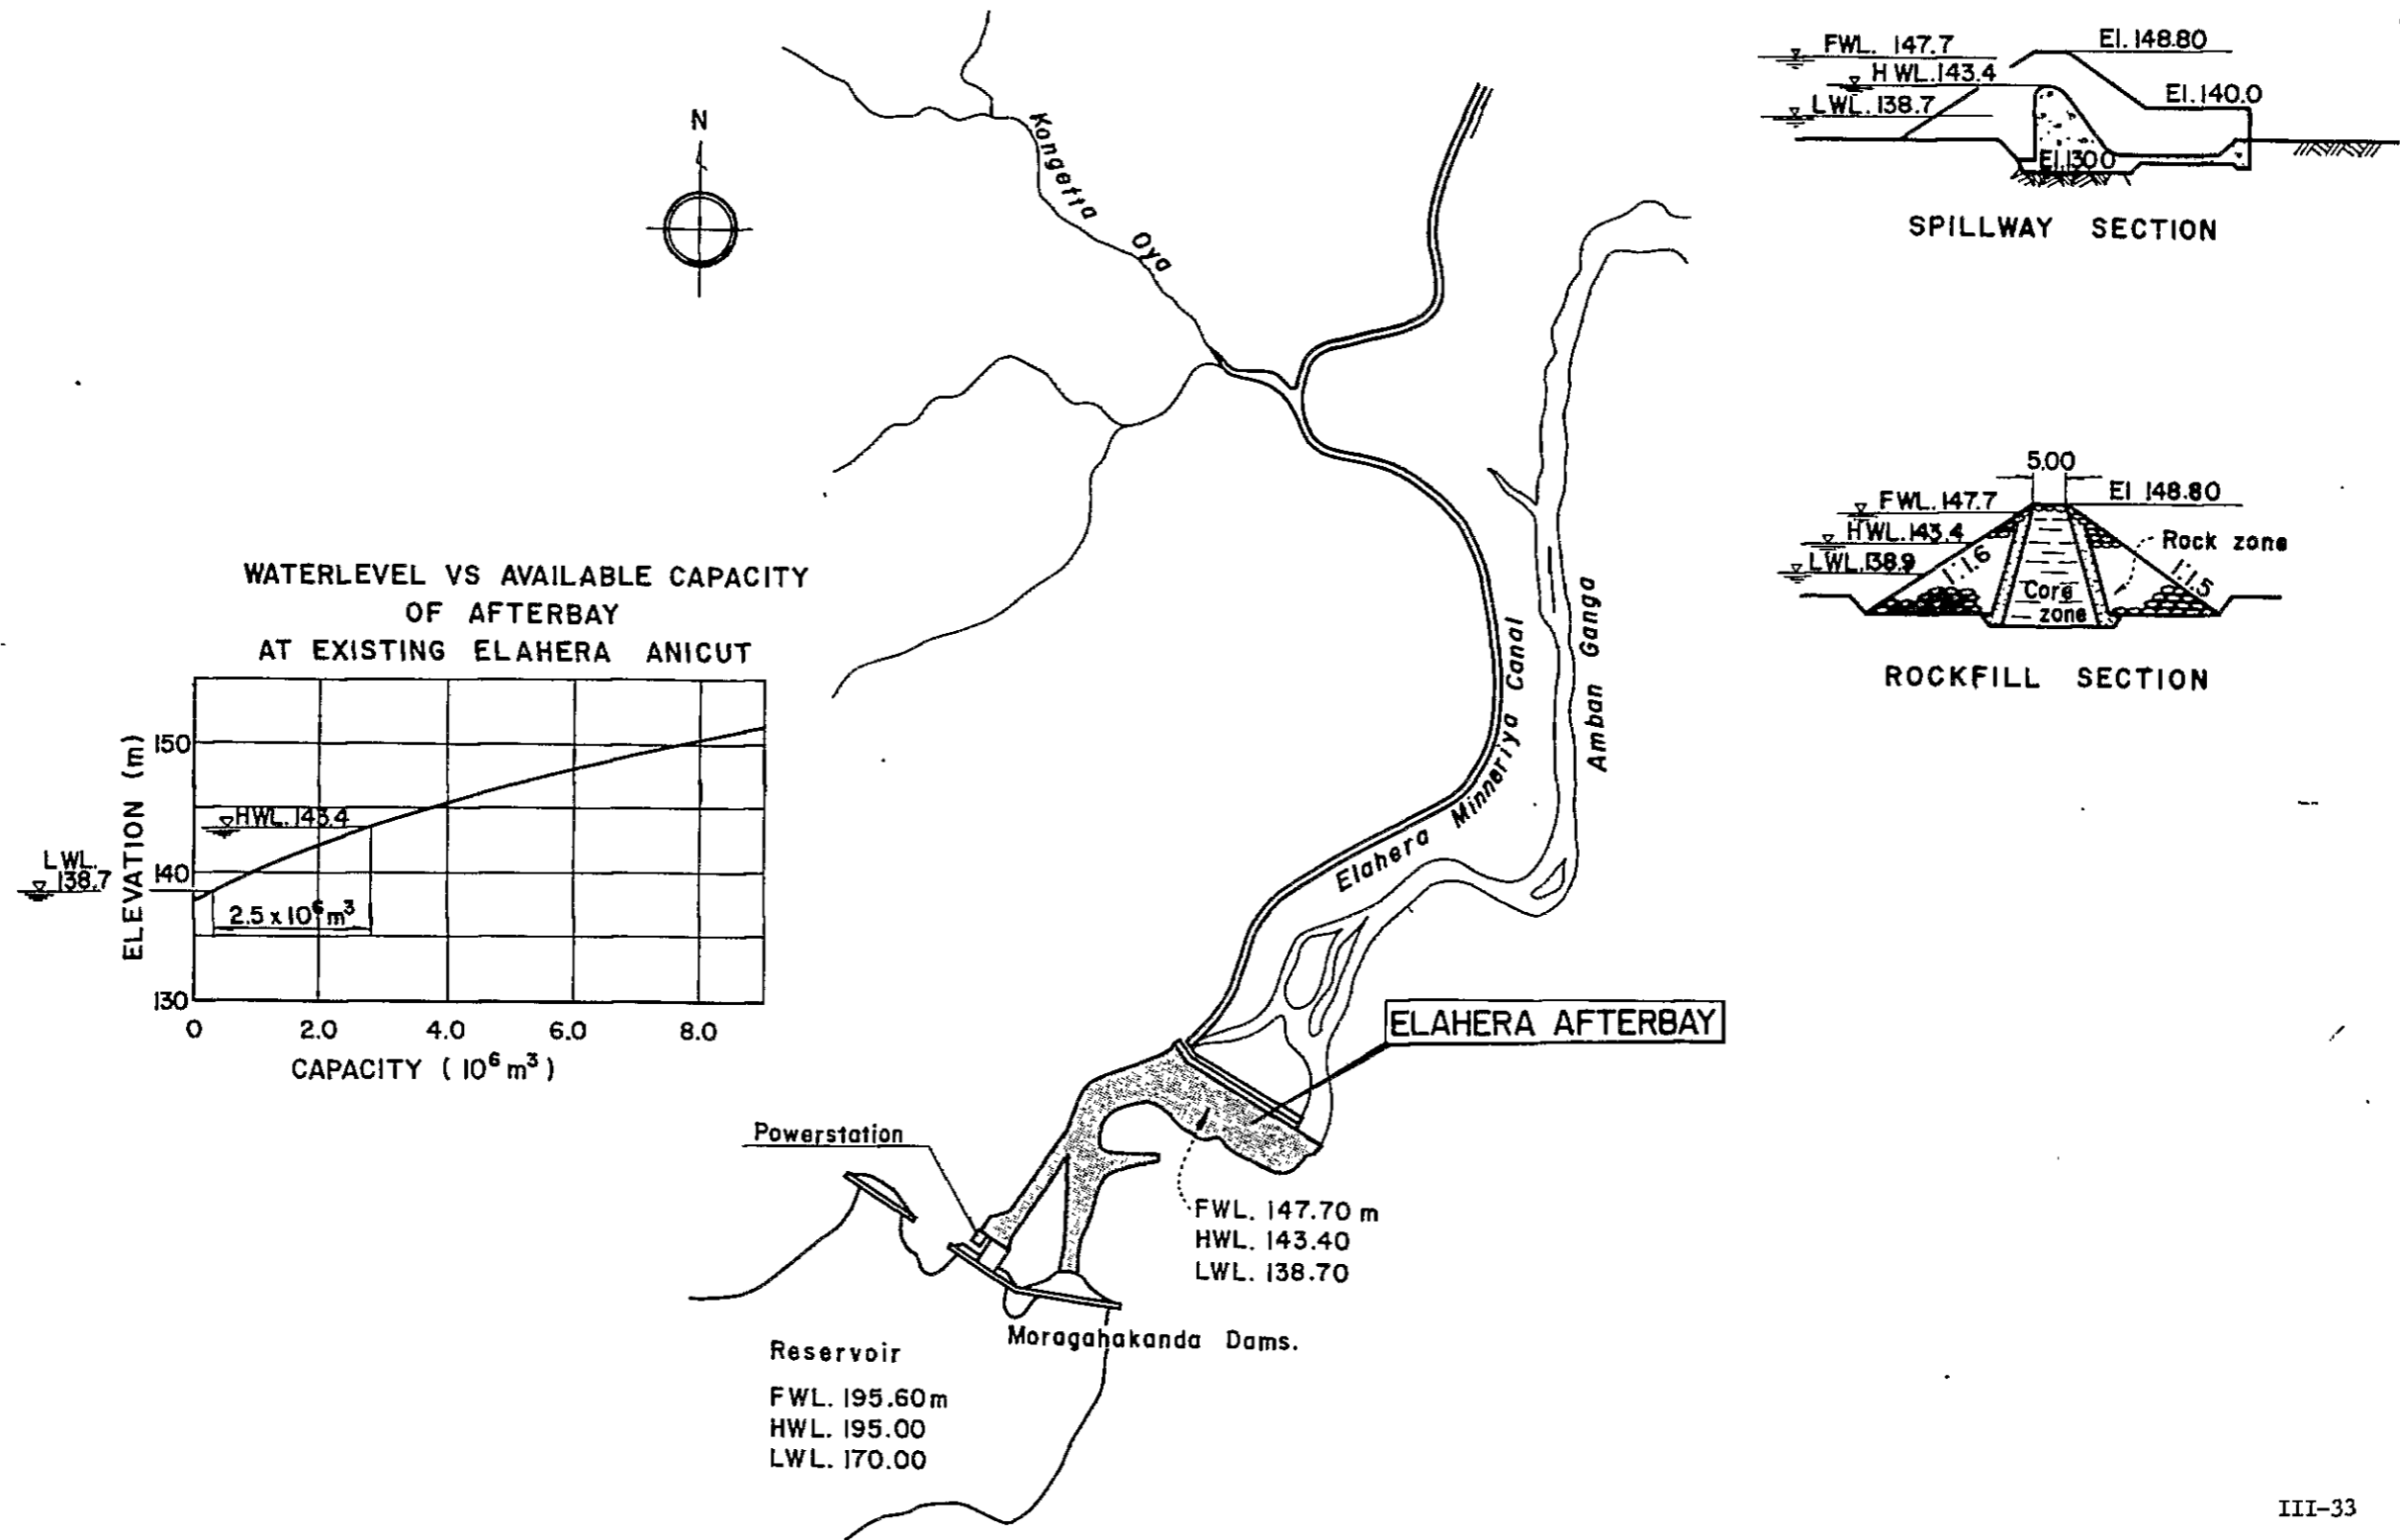 N
Kongetta Oya
Elahera Minneriya Canal
Amban Ganga
FWL. 147.7
El. 148.80
HWL. 143.4
El. 140.0
LWL. 138.7
El. 130 0
SPILLWAY SECTION
5.00
FWL. 147.7
El 148.80
HWL. 143.4
Rock zone
LWL. 138.9
1:1.6
1:1.5
Core zone
ROCKFILL SECTION
WATERLEVEL VS AVAILABLE CAPACITY
OF AFTERBAY
AT EXISTING ELAHERA ANICUT
ELEVATION (m)
150
HWL. 143.4
LWL.
138.7
140
2.5 x 10⁶ m³
130
0 2.0 4.0 6.0 8.0
CAPACITY ( 10⁶ m³ )
ELAHERA AFTERBAY
Powerstation
FWL. 147.70 m
HWL. 143.40
LWL. 138.70
Moragahakanda Dams.
Reservoir
FWL. 195.60 m
HWL. 195.00
LWL. 170.00
III-33